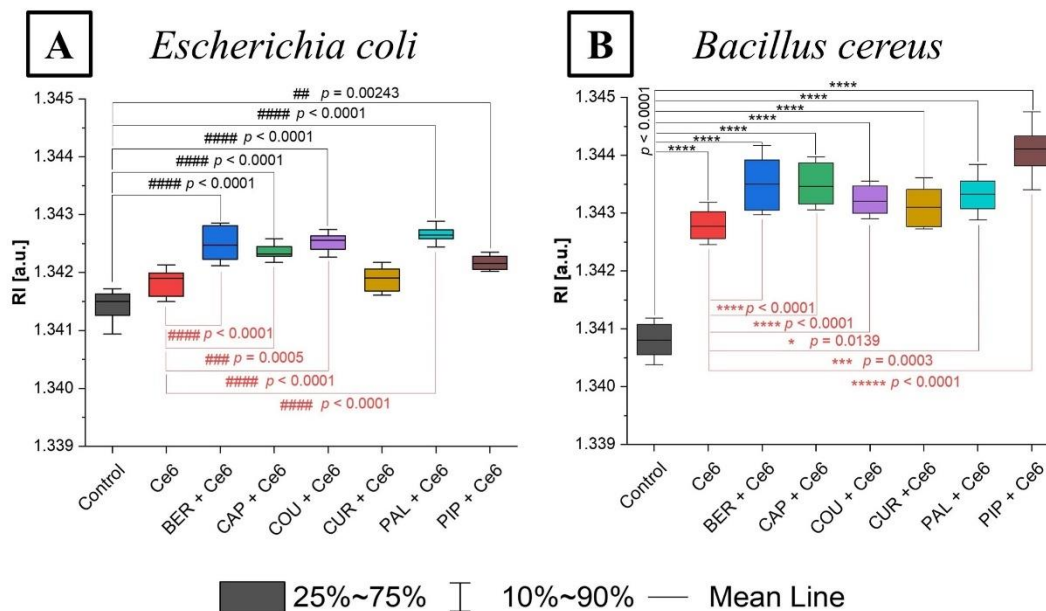 A Escherichia coli
1.345
1.344
1.343
1.342
1.341
1.340
1.339
RI [a.u.]
## p = 0.00243
#### p < 0.0001
#### p < 0.0001
#### p < 0.0001
#### p < 0.0001
#### p < 0.0001
### p = 0.0005
#### p < 0.0001
#### p < 0.0001
Control
Ce6
BER + Ce6
CAP + Ce6
COU + Ce6
CUR + Ce6
PAL + Ce6
PIP + Ce6
B Bacillus cereus
1.345
1.344
1.343
1.342
1.341
1.340
1.339
RI [a.u.]
p < 0.0001
****
****
****
****
****
****
****
**** p < 0.0001
**** p < 0.0001
* p = 0.0139
*** p = 0.0003
***** p < 0.0001
Control
Ce6
BER + Ce6
CAP + Ce6
COU + Ce6
CUR +Ce6
PAL + Ce6
PIP + Ce6
25%~75% 10%~90% Mean Line